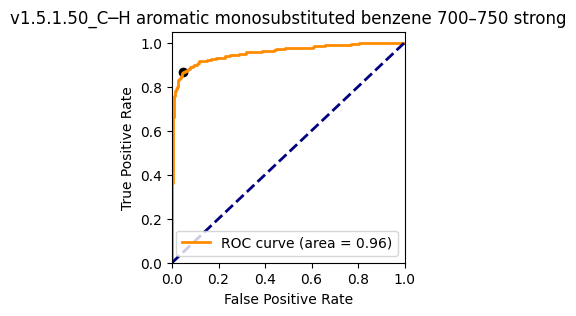 v1.5.1.50_C─H aromatic monosubstituted benzene 700–750 strong
1.0
0.8
0.6
0.4
0.2
0.0
True Positive Rate
ROC curve (area = 0.96)
0.0 0.2 0.4 0.6 0.8 1.0
False Positive Rate